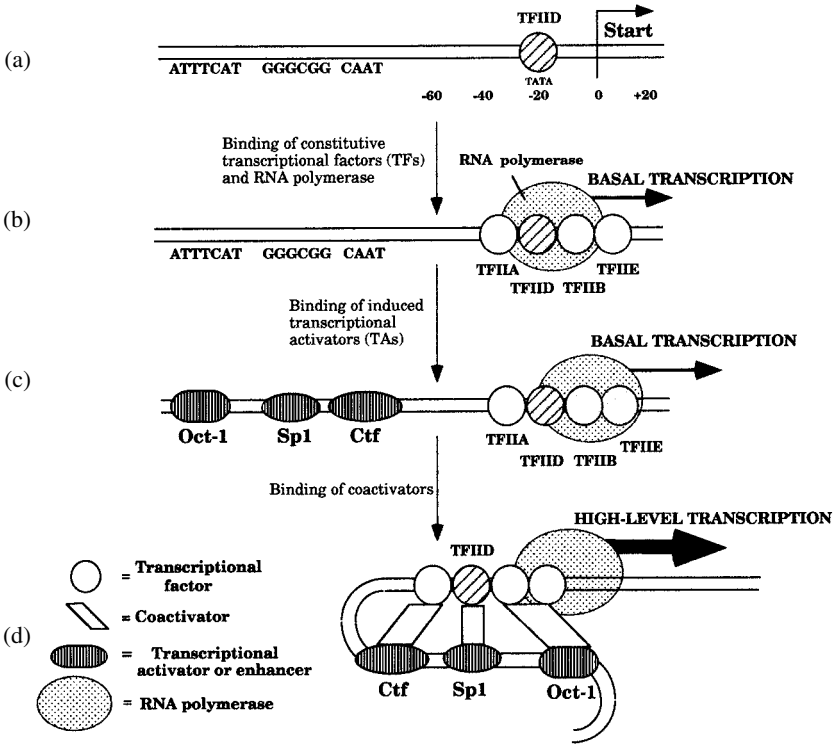 TFIID
Start
(a)
ATTTCAT GGGCGG CAAT
TATA
-60 -40 -20 0 +20
Binding of constitutive
transcriptional factors (TFs)
and RNA polymerase
RNA polymerase
BASAL TRANSCRIPTION
(b)
ATTTCAT GGGCGG CAAT
TFIIA TFIIE
TFIID TFIIB
Binding of induced
transcriptional
activators (TAs)
BASAL TRANSCRIPTION
(c)
Oct-1 Sp1 Ctf
TFIIA
TFIIE
TFIID TFIIB
Binding of coactivators
HIGH-LEVEL TRANSCRIPTION
TFIID
= Transcriptional
factor
= Coactivator
(d)
= Transcriptional
activator or enhancer
Ctf Sp1 Oct-1
= RNA polymerase